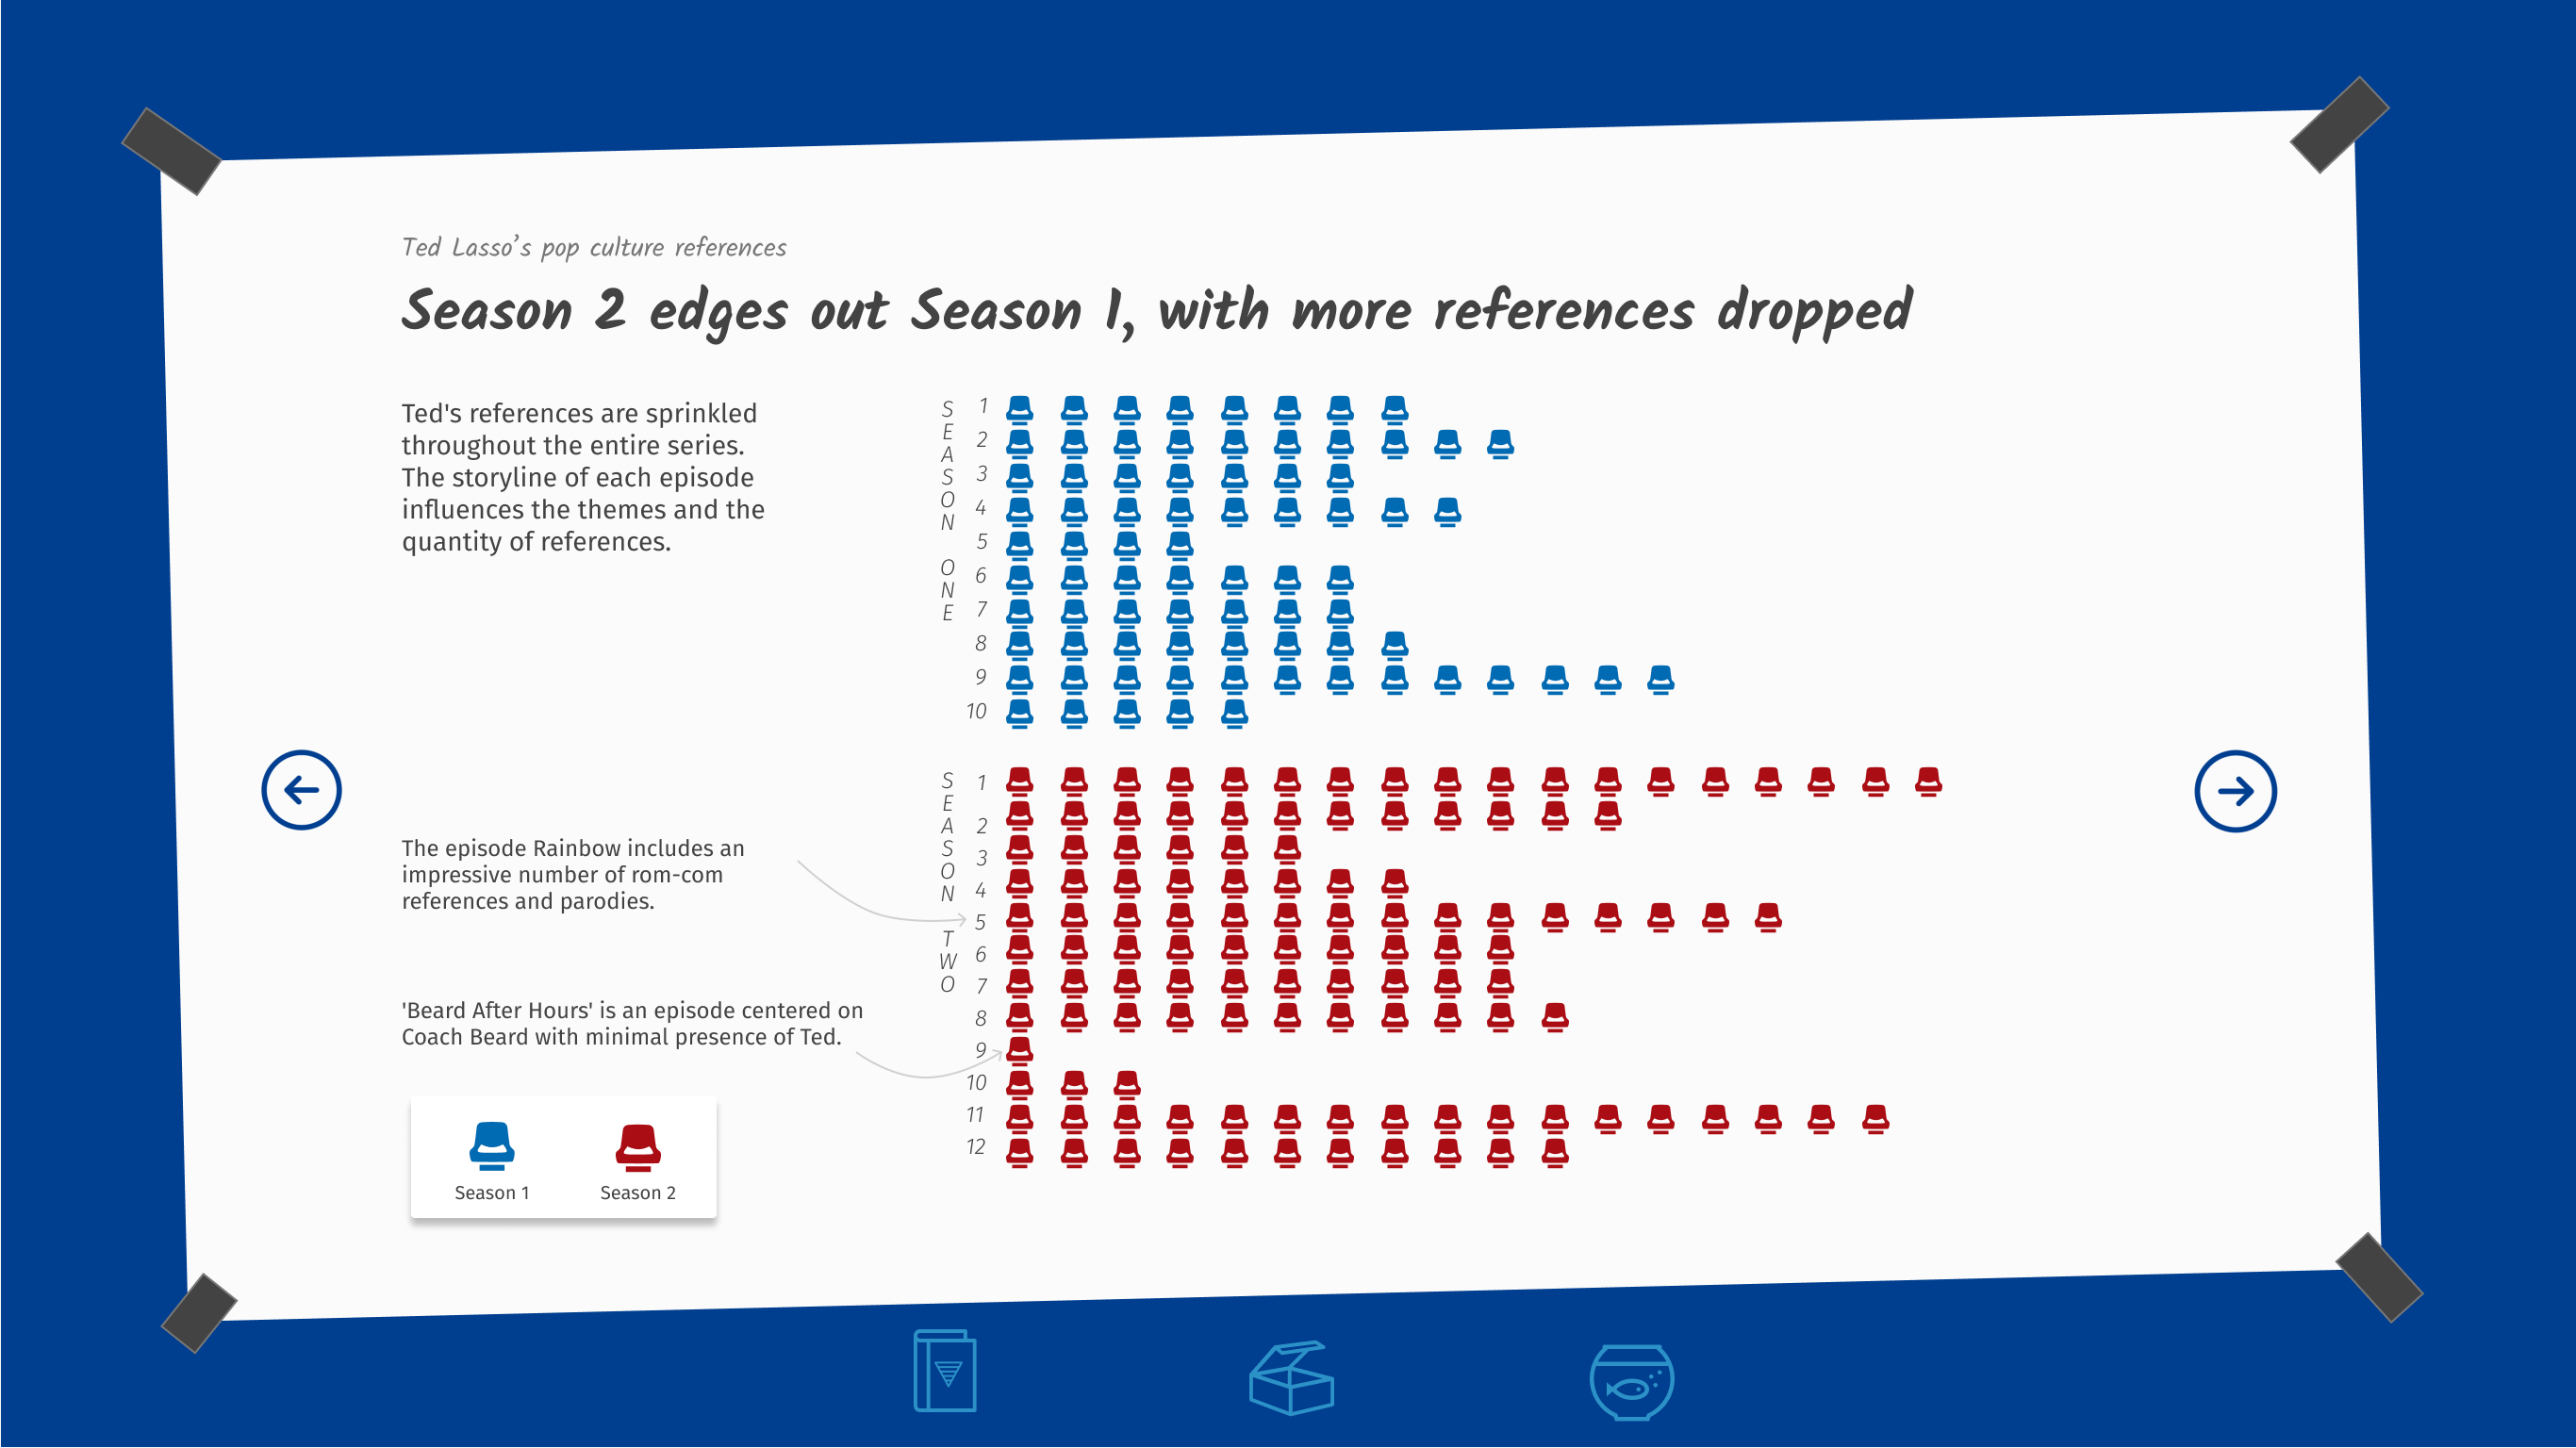 Ted Lasso’s pop culture references
Season 2 edges out Season 1, with more references dropped
Ted's references are sprinkled
throughout the entire series.
The storyline of each episode
influences the themes and the
quantity of references.
The episode Rainbow includes an
impressive number of rom-com
references and parodies.
'Beard After Hours' is an episode centered on
Coach Beard with minimal presence of Ted.
Season 1
Season 2
SEASON ONE
1
2
3
4
5
6
7
8
9
10
SEASON TWO
1
2
3
4
5
6
7
8
9
10
11
12